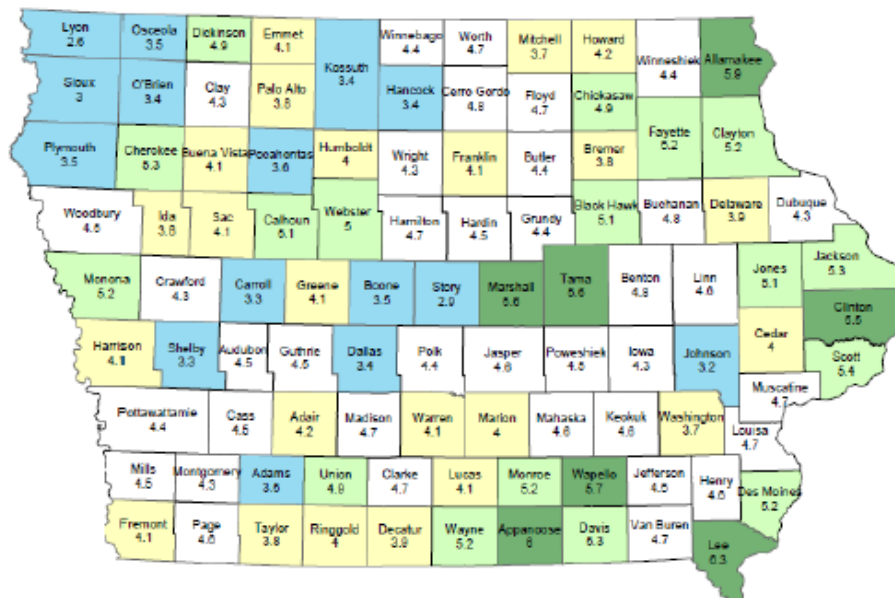 Lyon
2.6
Osceola
3.5
Dickinson
4.9
Emmet
4.1
Winnebago
4.4
Worth
4.7
Mitchell
3.7
Howard
4.2
Winneshiek
4.4
Allamakee
5.9
Kossuth
3.4
Sioux
3
O'Brien
3.4
Clay
4.3
Palo Alto
3.8
Hancock
3.4
Cerro Gordo
4.8
Floyd
4.7
Chickasaw
4.9
Plymouth
3.5
Cherokee
5.3
Buena Vista
4.1
Pocahontas
3.6
Humboldt
4
Wright
4.3
Franklin
4.1
Butler
4.4
Bremer
3.8
Fayette
5.2
Clayton
5.2
Woodbury
4.6
Ida
3.8
Sac
4.1
Calhoun
5.1
Webster
5
Hamilton
4.7
Hardin
4.5
Grundy
4.4
Black Hawk
5.1
Buchanan
4.8
Delaware
3.9
Dubuque
4.3
Monona
5.2
Crawford
4.3
Carroll
3.3
Greene
4.1
Boone
3.5
Story
2.9
Marshall
5.6
Tama
5.6
Benton
4.8
Linn
4.6
Jones
5.1
Jackson
5.3
Clinton
5.5
Harrison
4.1
Shelby
3.3
Audubon
4.5
Guthrie
4.5
Dallas
3.4
Polk
4.4
Jasper
4.6
Poweshiek
4.5
Iowa
4.3
Johnson
3.2
Cedar
4
Scott
5.4
Muscatine
4.7
Pottawattamie
4.4
Cass
4.5
Adair
4.2
Madison
4.7
Warren
4.1
Marion
4
Mahaska
4.6
Keokuk
4.6
Washington
3.7
Louisa
4.7
Mills
4.5
Montgomery
4.3
Adams
3.6
Union
4.9
Clarke
4.7
Lucas
4.1
Monroe
5.2
Wapello
5.7
Jefferson
4.5
Henry
4.6
Des Moines
5.2
Fremont
4.1
Page
4.6
Taylor
3.8
Ringgold
4
Decatur
3.9
Wayne
5.2
Appanoose
6
Davis
5.3
Van Buren
4.7
Lee
6.3